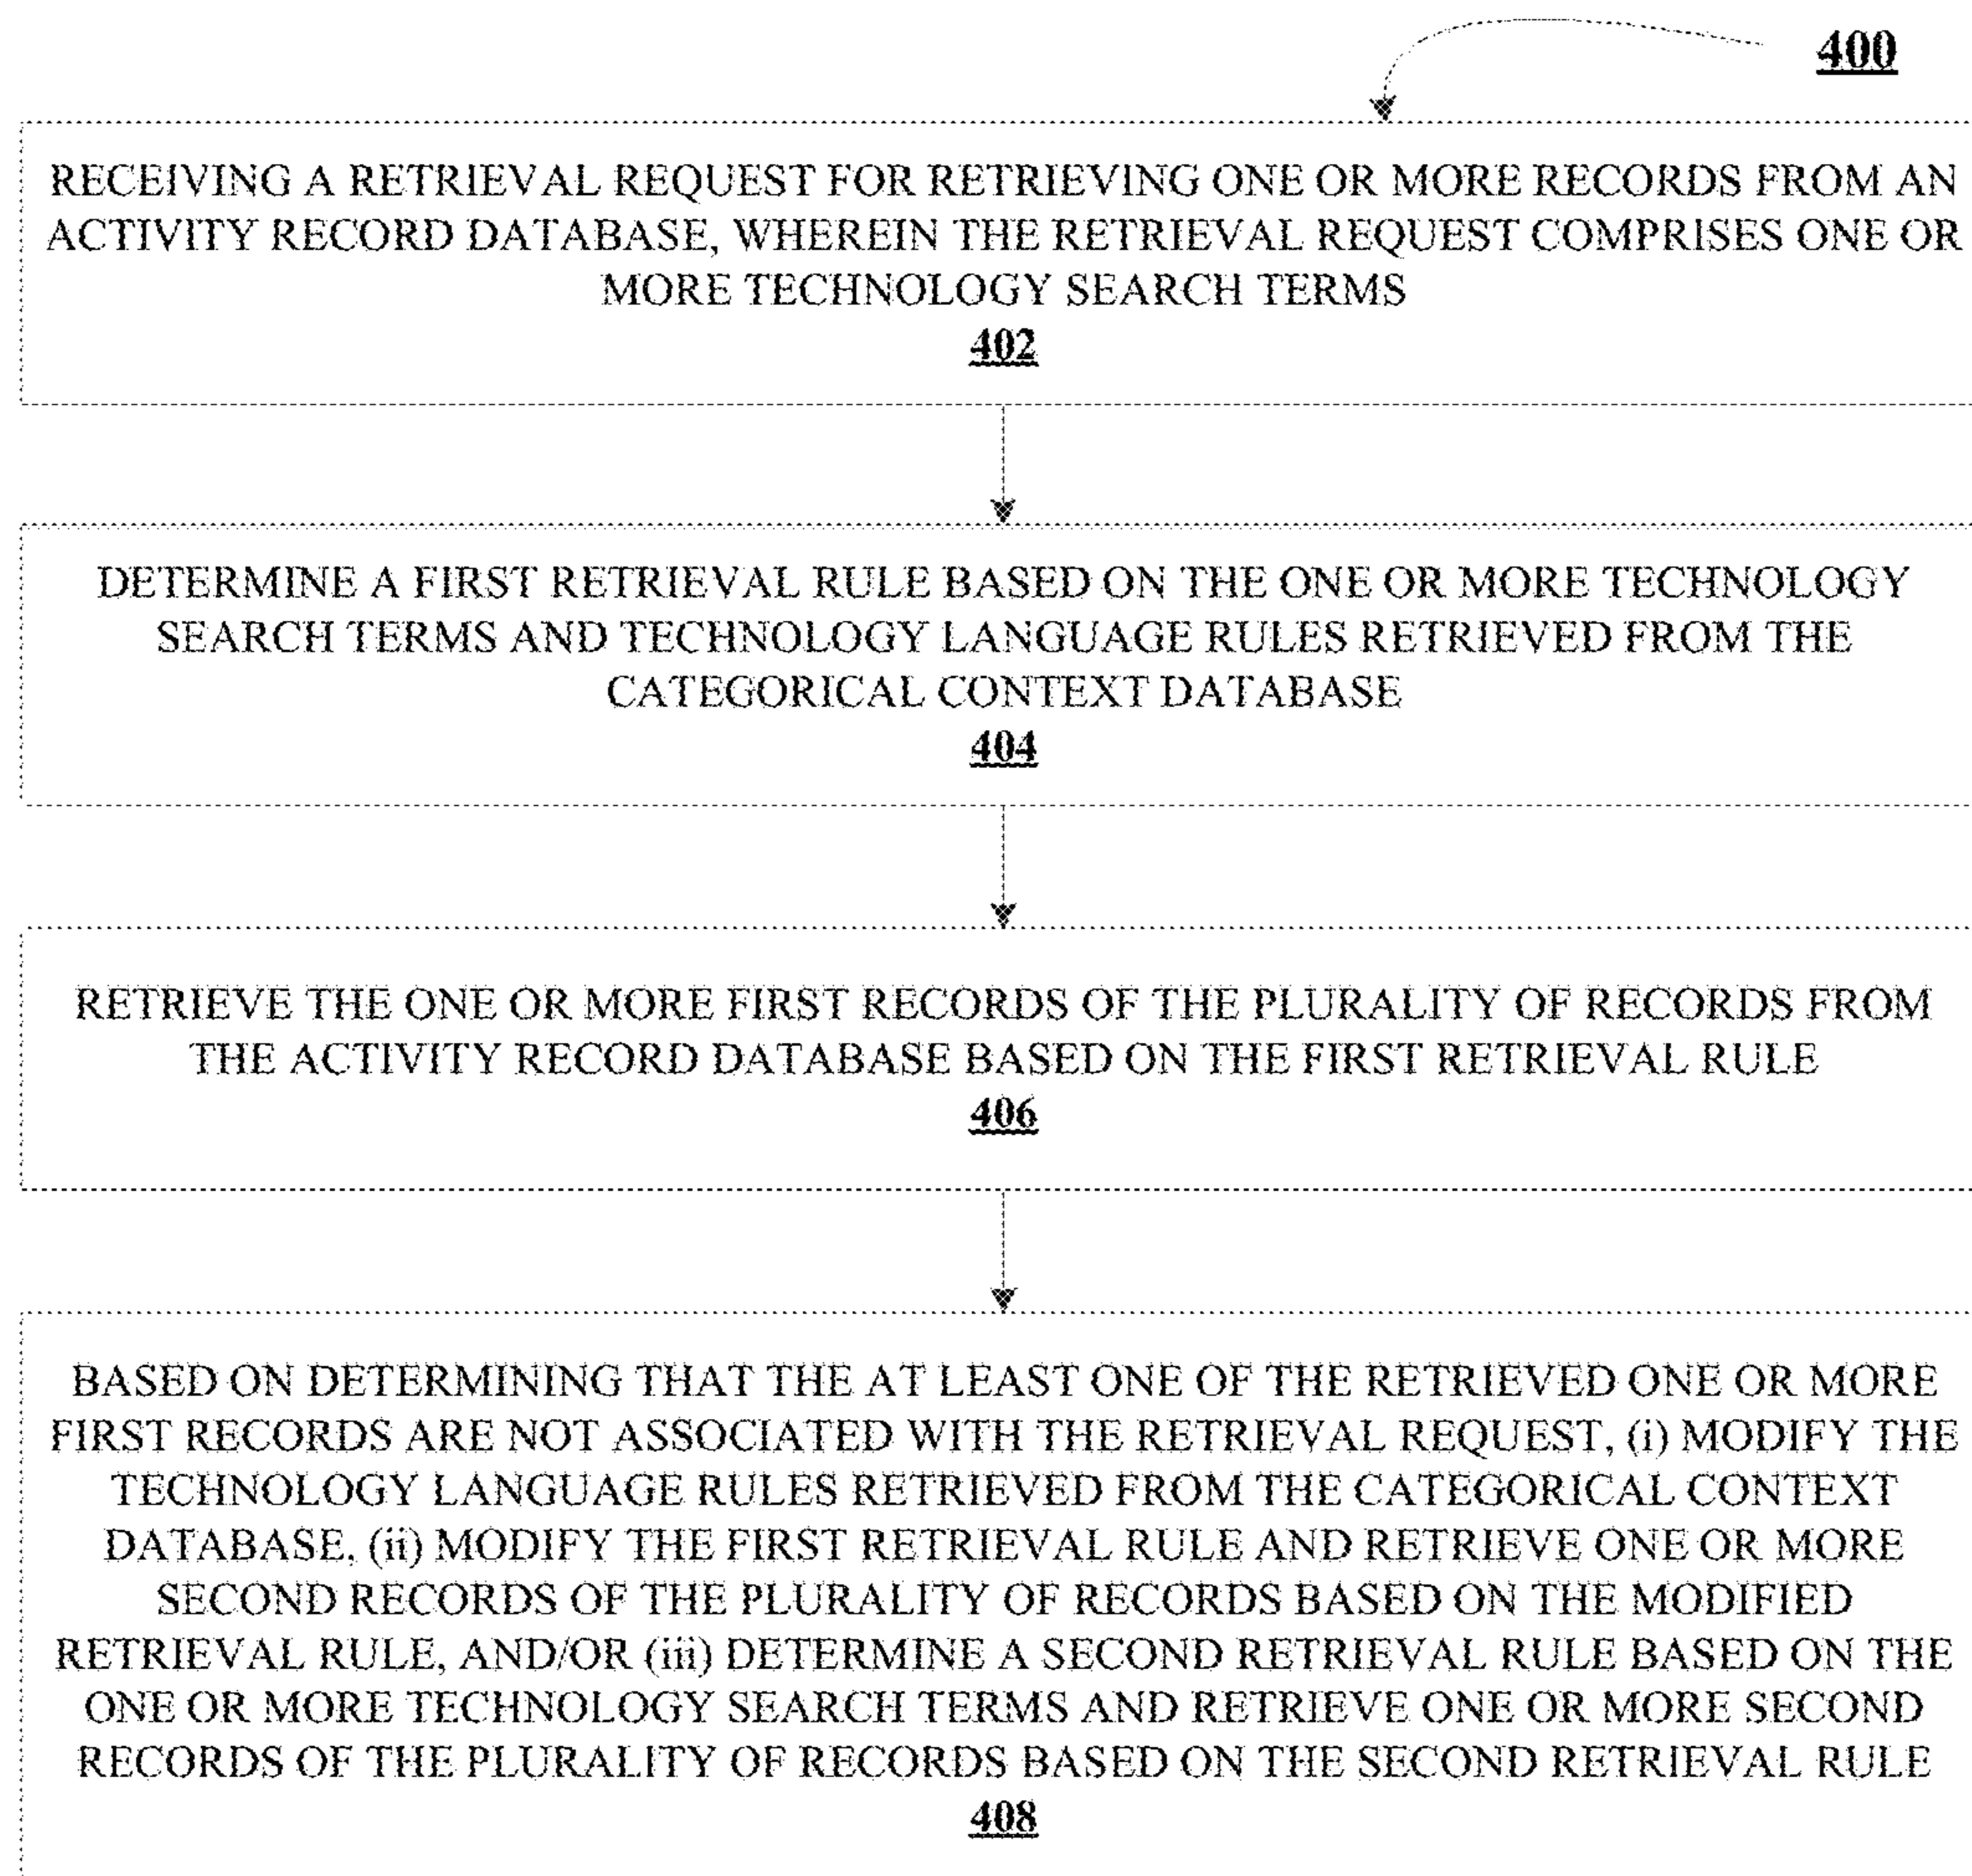 400
RECEIVING A RETRIEVAL REQUEST FOR RETRIEVING ONE OR MORE RECORDS FROM AN
ACTIVITY RECORD DATABASE, WHEREIN THE RETRIEVAL REQUEST COMPRISES ONE OR
MORE TECHNOLOGY SEARCH TERMS
402
DETERMINE A FIRST RETRIEVAL RULE BASED ON THE ONE OR MORE TECHNOLOGY
SEARCH TERMS AND TECHNOLOGY LANGUAGE RULES RETRIEVED FROM THE
CATEGORICAL CONTEXT DATABASE
404
RETRIEVE THE ONE OR MORE FIRST RECORDS OF THE PLURALITY OF RECORDS FROM
THE ACTIVITY RECORD DATABASE BASED ON THE FIRST RETRIEVAL RULE
406
BASED ON DETERMINING THAT THE AT LEAST ONE OF THE RETRIEVED ONE OR MORE
FIRST RECORDS ARE NOT ASSOCIATED WITH THE RETRIEVAL REQUEST, (i) MODIFY THE
TECHNOLOGY LANGUAGE RULES RETRIEVED FROM THE CATEGORICAL CONTEXT
DATABASE, (ii) MODIFY THE FIRST RETRIEVAL RULE AND RETRIEVE ONE OR MORE
SECOND RECORDS OF THE PLURALITY OF RECORDS BASED ON THE MODIFIED
RETRIEVAL RULE, AND/OR (iii) DETERMINE A SECOND RETRIEVAL RULE BASED ON THE
ONE OR MORE TECHNOLOGY SEARCH TERMS AND RETRIEVE ONE OR MORE SECOND
RECORDS OF THE PLURALITY OF RECORDS BASED ON THE SECOND RETRIEVAL RULE
408